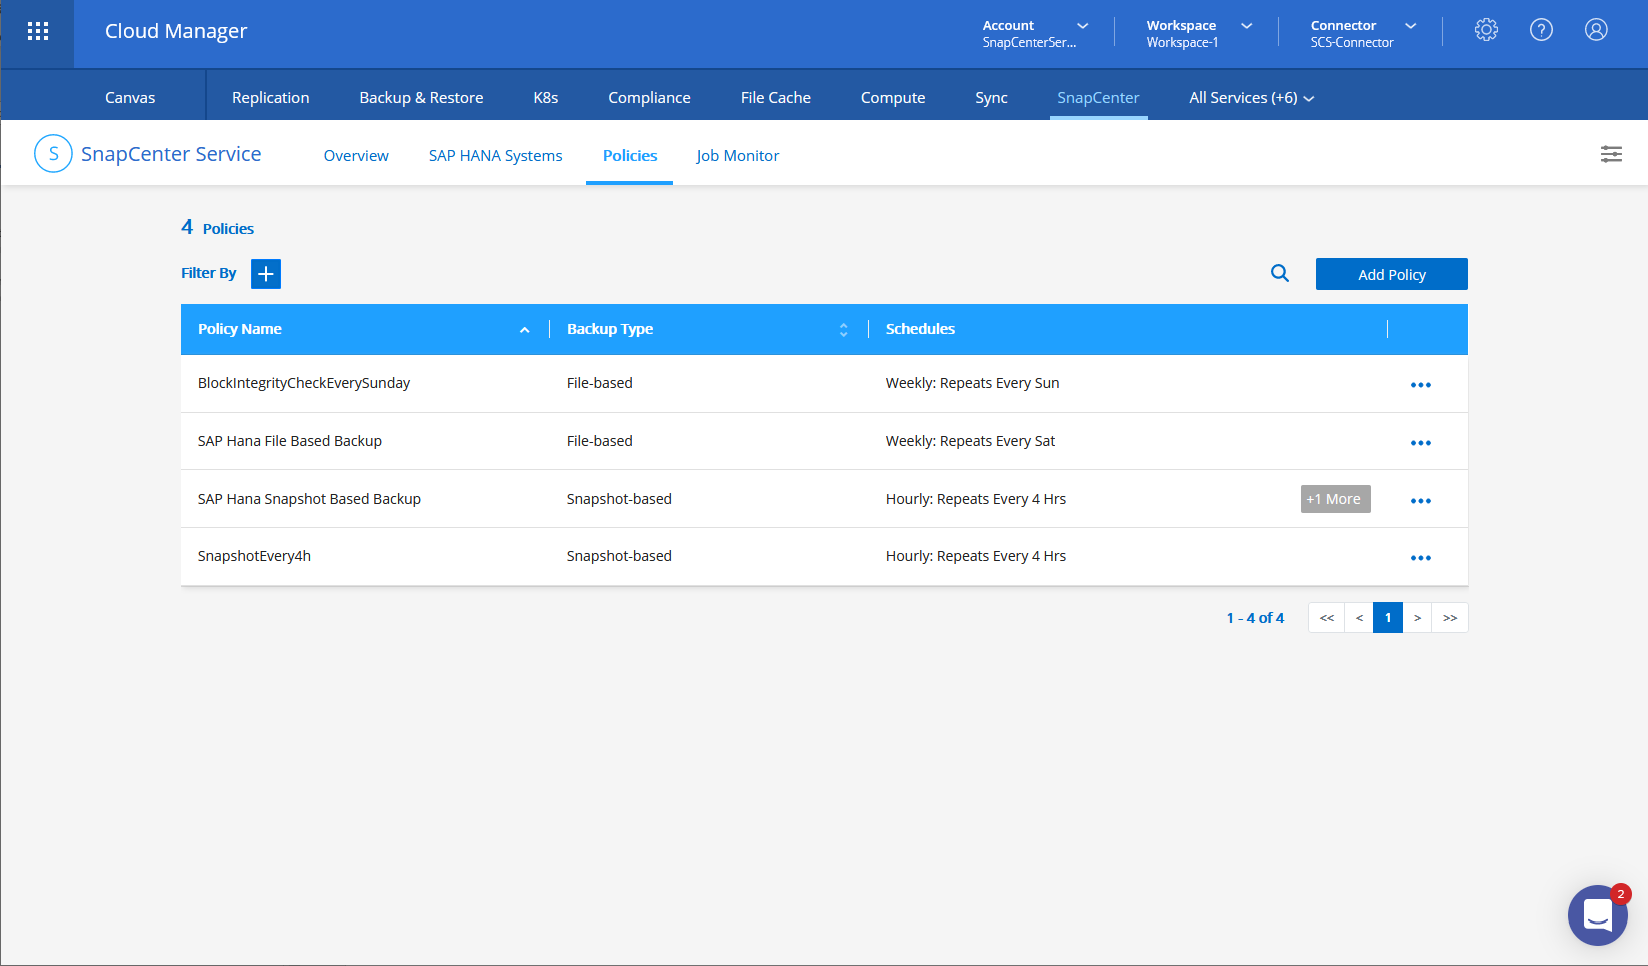 Cloud Manager
Account
SnapCenterSer...
Workspace
Workspace-1
Connector
SCS-Connector
?
Canvas Replication Backup & Restore K8s Compliance File Cache Compute Sync SnapCenter All Services (+6)
S SnapCenter Service Overview SAP HANA Systems Policies Job Monitor
4 Policies
Filter By + Add Policy
Policy Name Backup Type Schedules
BlockIntegrityCheckEverySunday File-based Weekly: Repeats Every Sun
SAP Hana File Based Backup File-based Weekly: Repeats Every Sat
SAP Hana Snapshot Based Backup Snapshot-based Hourly: Repeats Every 4 Hrs +1 More
SnapshotEvery4h Snapshot-based Hourly: Repeats Every 4 Hrs
1 - 4 of 4 << < 1 > >>
2